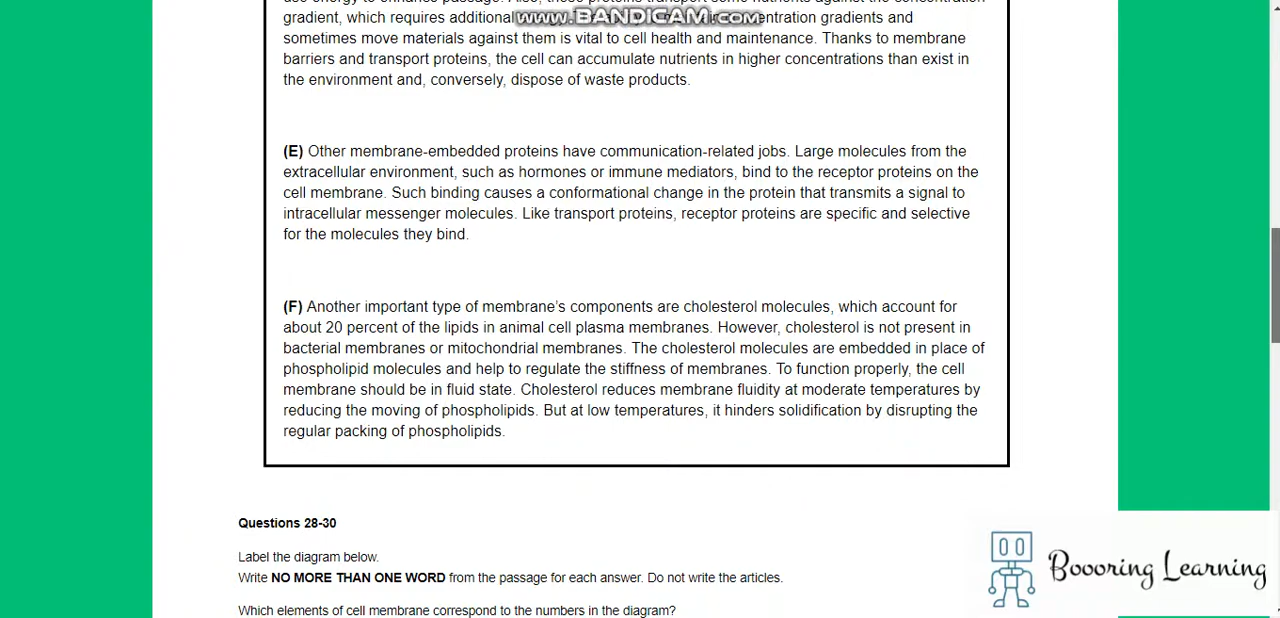 gradient, which requires additional
www.BANDICAM.com
entration gradients and
sometimes move materials against them is vital to cell health and maintenance. Thanks to membrane
barriers and transport proteins, the cell can accumulate nutrients in higher concentrations than exist in
the environment and, conversely, dispose of waste products.
(E) Other membrane-embedded proteins have communication-related jobs. Large molecules from the
extracellular environment, such as hormones or immune mediators, bind to the receptor proteins on the
cell membrane. Such binding causes a conformational change in the protein that transmits a signal to
intracellular messenger molecules. Like transport proteins, receptor proteins are specific and selective
for the molecules they bind.
(F) Another important type of membrane's components are cholesterol molecules, which account for
about 20 percent of the lipids in animal cell plasma membranes. However, cholesterol is not present in
bacterial membranes or mitochondrial membranes. The cholesterol molecules are embedded in place of
phospholipid molecules and help to regulate the stiffness of membranes. To function properly, the cell
membrane should be in fluid state. Cholesterol reduces membrane fluidity at moderate temperatures by
reducing the moving of phospholipids. But at low temperatures, it hinders solidification by disrupting the
regular packing of phospholipids.
Questions 28-30
Label the diagram below.
Write NO MORE THAN ONE WORD from the passage for each answer. Do not write the articles.
Which elements of cell membrane correspond to the numbers in the diagram?
Boooring Learning